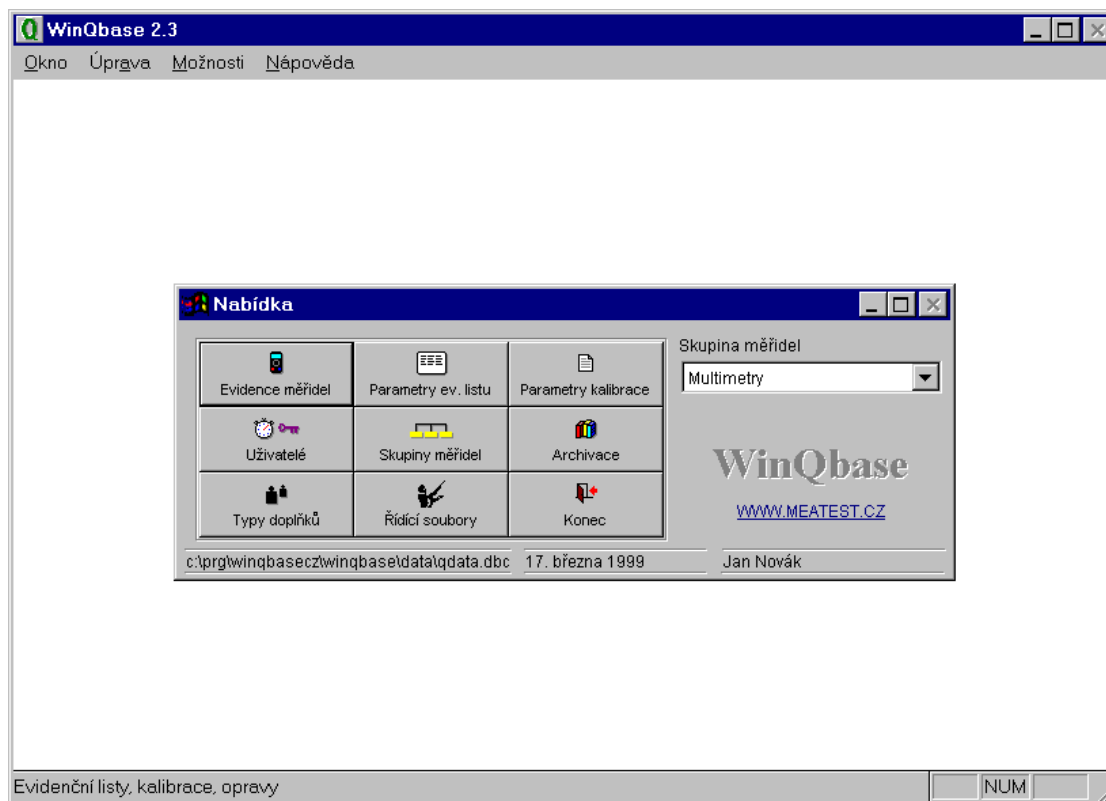 WinQbase 2.3
Okno Úprava Možnosti Nápověda
Nabídka
Evidence měřidel Parametry ev. listu Parametry kalibrace
Uživatelé Skupiny měřidel Archivace
Typy doplňků Řídící soubory Konec
Skupina měřidel
Multimetry
WinQbase
WWW.MEATEST.CZ
c:\prg\winqbasecz\winqbase\data\qdata.dbc 17. března 1999 Jan Novák
Evidenční listy, kalibrace, opravy NUM